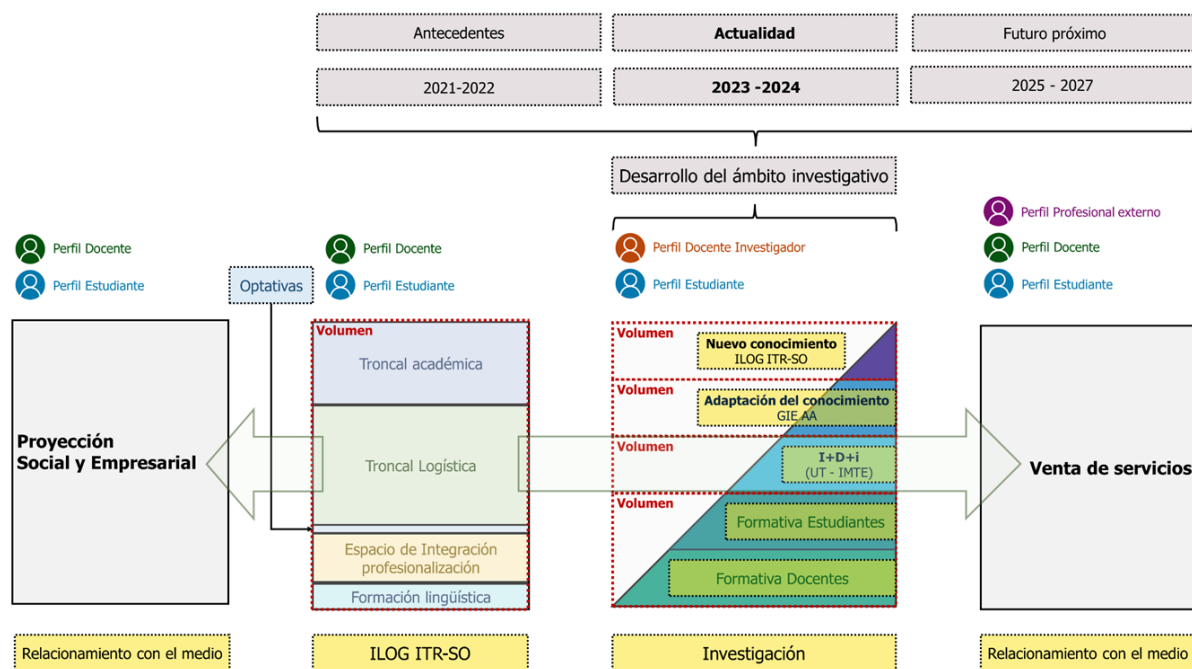 Antecedentes
Actualidad
Futuro próximo
2021-2022
2023 -2024
2025 - 2027
Desarrollo del ámbito investigativo
Perfil Docente
Perfil Estudiante
Optativas
Perfil Docente
Perfil Estudiante
Perfil Docente Investigador
Perfil Estudiante
Perfil Profesional externo
Perfil Docente
Perfil Estudiante
Proyección
Social y Empresarial
Volumen
Troncal académica
Troncal Logística
Espacio de Integración
profesionalización
Formación lingüística
Volumen
Nuevo conocimiento
ILOG ITR-SO
Volumen
Adaptación del conocimiento
GIE AA
Volumen
I+D+i
(UT - IMTE)
Volumen
Formativa Estudiantes
Formativa Docentes
Venta de servicios
Relacionamiento con el medio
ILOG ITR-SO
Investigación
Relacionamiento con el medio